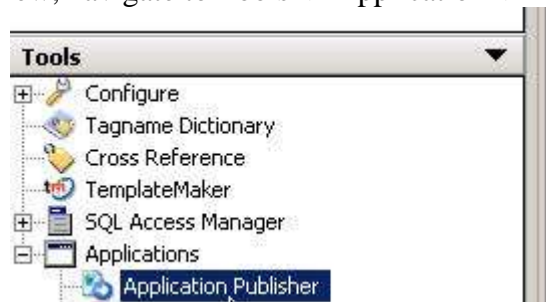 Tools
Configure
Tagname Dictionary
Cross Reference
TemplateMaker
SQL Access Manager
Applications
Application Publisher